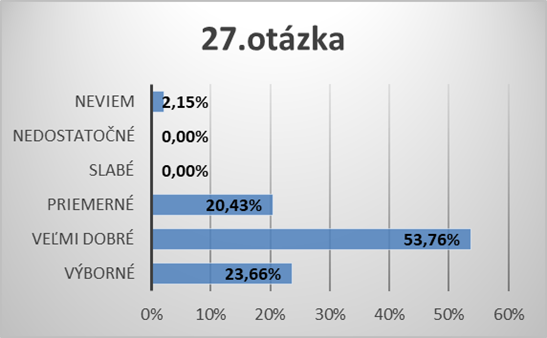 27.otázka
NEVIEM 2,15%
NEDOSTATOČNÉ 0,00%
SLABÉ 0,00%
PRIEMERNÉ 20,43%
VEĽMI DOBRÉ 53,76%
VÝBORNÉ 23,66%
0% 10% 20% 30% 40% 50% 60%